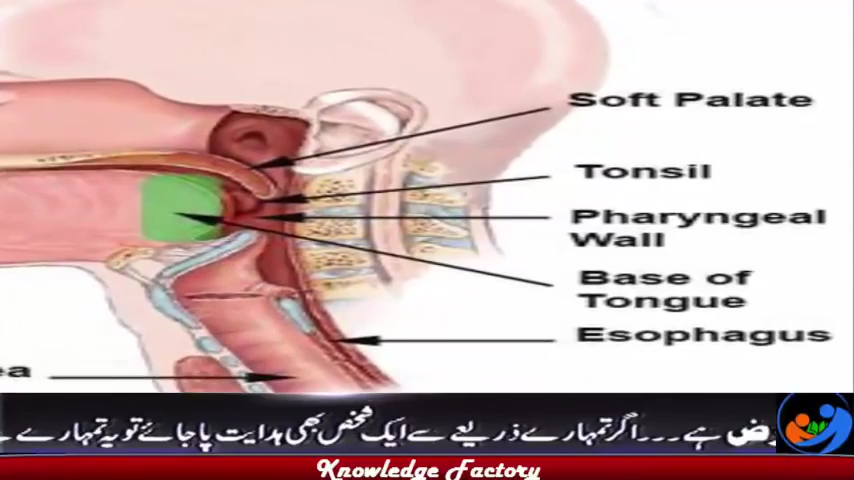 Soft Palate
Tonsil
Pharyngeal
Wall
Base of
Tongue
Esophagus
ea
ض ہے۔۔۔اگر تمہارے ذریعے سے ایک شخص بھی ہدایت پا جائے تو یہ تمہارے
Knowledge Factory